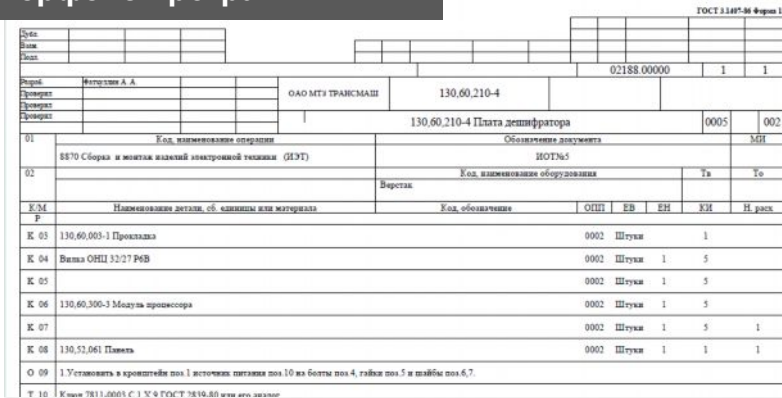 ГОСТ 3.1407-86 Форма 1
Дубл.
Взам.
Подл.
02188.00000 1 1
Разраб. Фатхуллин А. А.
Проверил ОАО МТЗ ТРАНСМАШ 130,60,210-4
Проверил
Проверил
130,60,210-4 Плата дешифратора 0005 002
01 Код, наименование операции Обозначение документа МИ
8870 Сборка и монтаж изделий электронной техники (ИЭТ) ИОТ№5
02 Код, наименование оборудования Тв То
Верстак
К/М Наименование детали, сб. единицы или материала Код, обозначение ОПП ЕВ ЕН КИ Н. расх
Р
К 03 130,60,003-1 Прокладка 0002 Штуки 1
К 04 Вилка ОНЦ 32/27 Р6В 0002 Штуки 1 5
К 05 0002 Штуки 1 5
К 06 130,60,300-3 Модуль процессора 0002 Штуки 1 5
К 07 0002 Штуки 1 5 1
К 08 130,52,061 Панель 0002 Штуки 1 1 1
О 09 1.Установить в кронштейн поз.1 источник питания поз.10 на болты поз.4, гайки поз.5 и шайбы поз.6,7.
Т 10 Ключ 7811-0003 С 1 Х 9 ГОСТ 2839-80 или его аналог